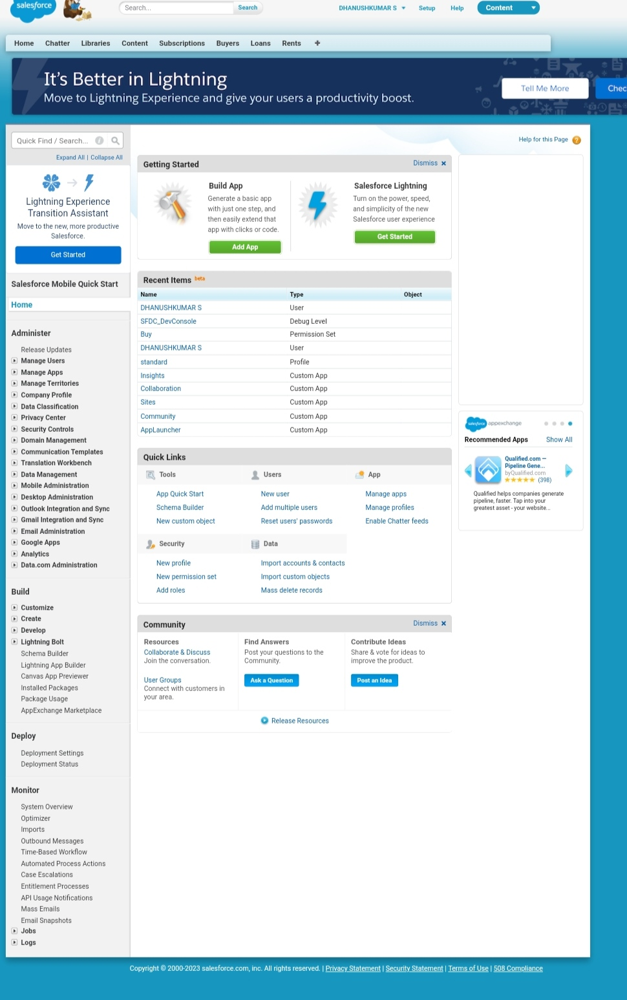 salesforce
Search...
Search
DHANUSHKUMAR S
Setup
Help
Content
Home
Chatter
Libraries
Content
Subscriptions
Buyers
Loans
Rents
It's Better in Lightning
Move to Lightning Experience and give your users a productivity boost.
Tell Me More
Chec
Quick Find / Search...
Expand All | Collapse All
Lightning Experience
Transition Assistant
Move to the new, more productive
Salesforce.
Get Started
Salesforce Mobile Quick Start
Home
Administer
Release Updates
Manage Users
Manage Apps
Manage Territories
Company Profile
Data Classification
Privacy Center
Security Controls
Domain Management
Communication Templates
Translation Workbench
Data Management
Mobile Administration
Desktop Administration
Outlook Integration and Sync
Gmail Integration and Sync
Email Administration
Google Apps
Analytics
Data.com Administration
Build
Customize
Create
Develop
Lightning Bolt
Schema Builder
Lightning App Builder
Canvas App Previewer
Installed Packages
Package Usage
AppExchange Marketplace
Deploy
Deployment Settings
Deployment Status
Monitor
System Overview
Optimizer
Imports
Outbound Messages
Time-Based Workflow
Automated Process Actions
Case Escalations
Entitlement Processes
API Usage Notifications
Mass Emails
Email Snapshots
Jobs
Logs
Help for this Page ?
Getting Started
Dismiss
Build App
Generate a basic app
with just one step, and
then easily extend that
app with clicks or code.
Add App
Salesforce Lightning
Turn on the power, speed,
and simplicity of the new
Salesforce user experience
Get Started
Recent Items beta
Name Type Object
DHANUSHKUMAR S User
SFDC_DevConsole Debug Level
Buy Permission Set
DHANUSHKUMAR S User
standard Profile
Insights Custom App
Collaboration Custom App
Sites Custom App
Community Custom App
AppLauncher Custom App
Quick Links
Tools
App Quick Start
Schema Builder
New custom object
Users
New user
Add multiple users
Reset users' passwords
App
Manage apps
Manage profiles
Enable Chatter feeds
Security
New profile
New permission set
Add roles
Data
Import accounts & contacts
Import custom objects
Mass delete records
Community
Dismiss
Resources
Collaborate & Discuss
Join the conversation.
User Groups
Connect with customers in
your area.
Find Answers
Post your questions to the
Community.
Ask a Question
Contribute Ideas
Share & vote for ideas to
improve the product.
Post an Idea
Release Resources
salesforce appexchange
Recommended Apps
Show All
Qualified.com –
Pipeline Gene...
byQualified.com
(398)
Qualified helps companies generate
pipeline, faster. Tap into your
greatest asset - your website...
Copyright © 2000-2023 salesforce.com, inc. All rights reserved. | Privacy Statement | Security Statement | Terms of Use | 508 Compliance